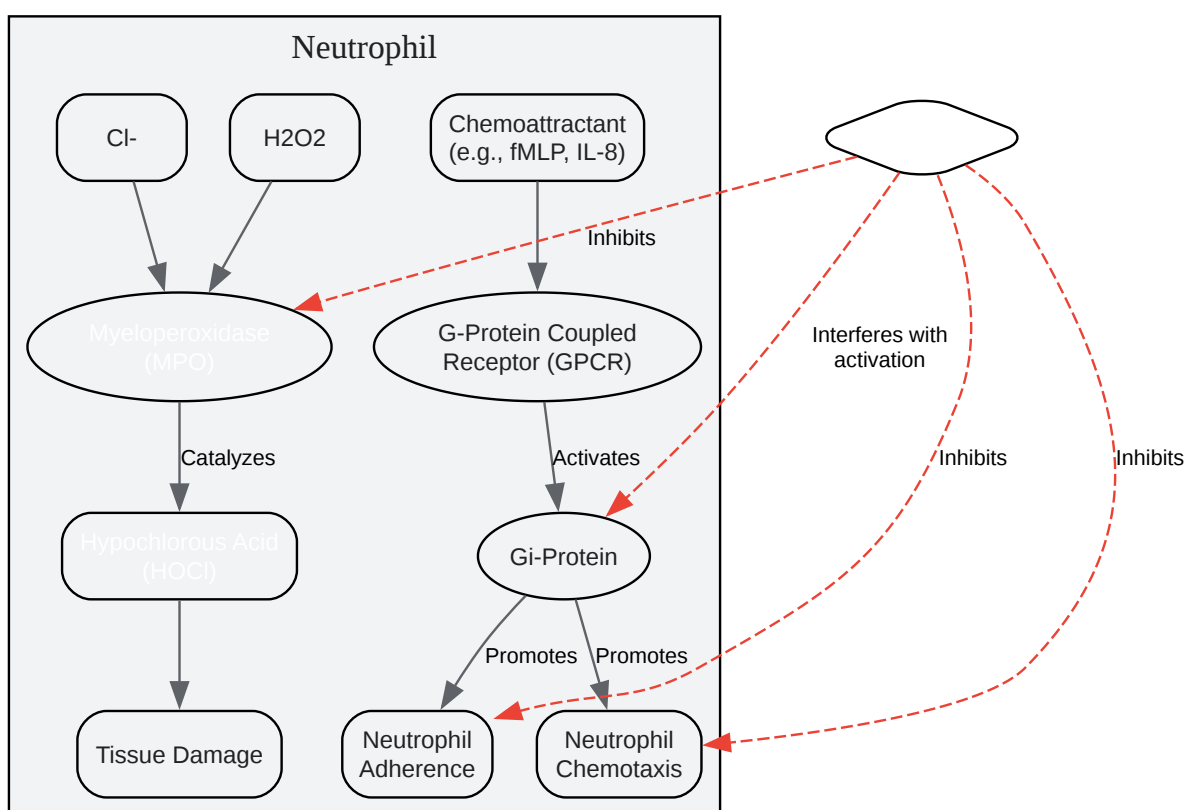 Neutrophil
Cl-
H2O2
Chemoattractant
(e.g., fMLP, IL-8)
Inhibits
Myeloperoxidase
(MPO)
G-Protein Coupled
Receptor (GPCR)
Interferes with
activation
Catalyzes
Activates
Inhibits
Inhibits
Hypochlorous Acid
(HOCl)
Gi-Protein
Promotes
Promotes
Tissue Damage
Neutrophil
Adherence
Neutrophil
Chemotaxis